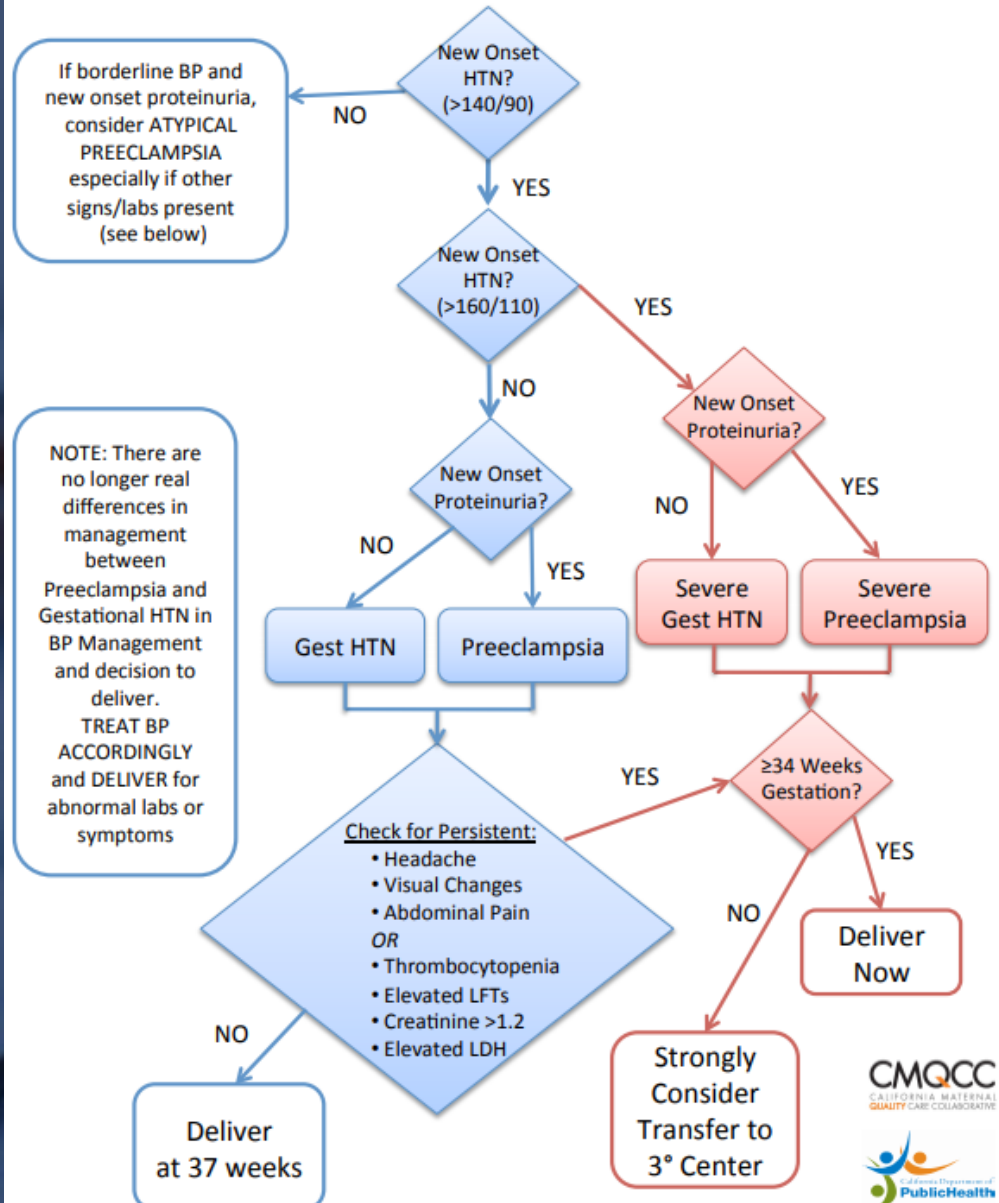 New Onset
HTN?
(>140/90)
NO
YES
If borderline BP and
new onset proteinuria,
consider ATYPICAL
PREECLAMPSIA
especially if other
signs/labs present
(see below)
New Onset
HTN?
(>160/110)
YES
NO
New Onset
Proteinuria?
NO
YES
NOTE: There are
no longer real
differences in
management
between
Preeclampsia and
Gestational HTN in
BP Management
and decision to
deliver.
TREAT BP
ACCORDINGLY
and DELIVER for
abnormal labs or
symptoms
New Onset
Proteinuria?
NO
YES
Gest HTN
Preeclampsia
Severe
Gest HTN
Severe
Preeclampsia
≥34 Weeks
Gestation?
YES
NO
YES
Check for Persistent:
• Headache
• Visual Changes
• Abdominal Pain
OR
• Thrombocytopenia
• Elevated LFTs
• Creatinine >1.2
• Elevated LDH
NO
Deliver
at 37 weeks
Deliver
Now
Strongly
Consider
Transfer to
3° Center
CMQCC
CALIFORNIA MATERNAL
QUALITY CARE COLLABORATIVE
California Department of
PublicHealth